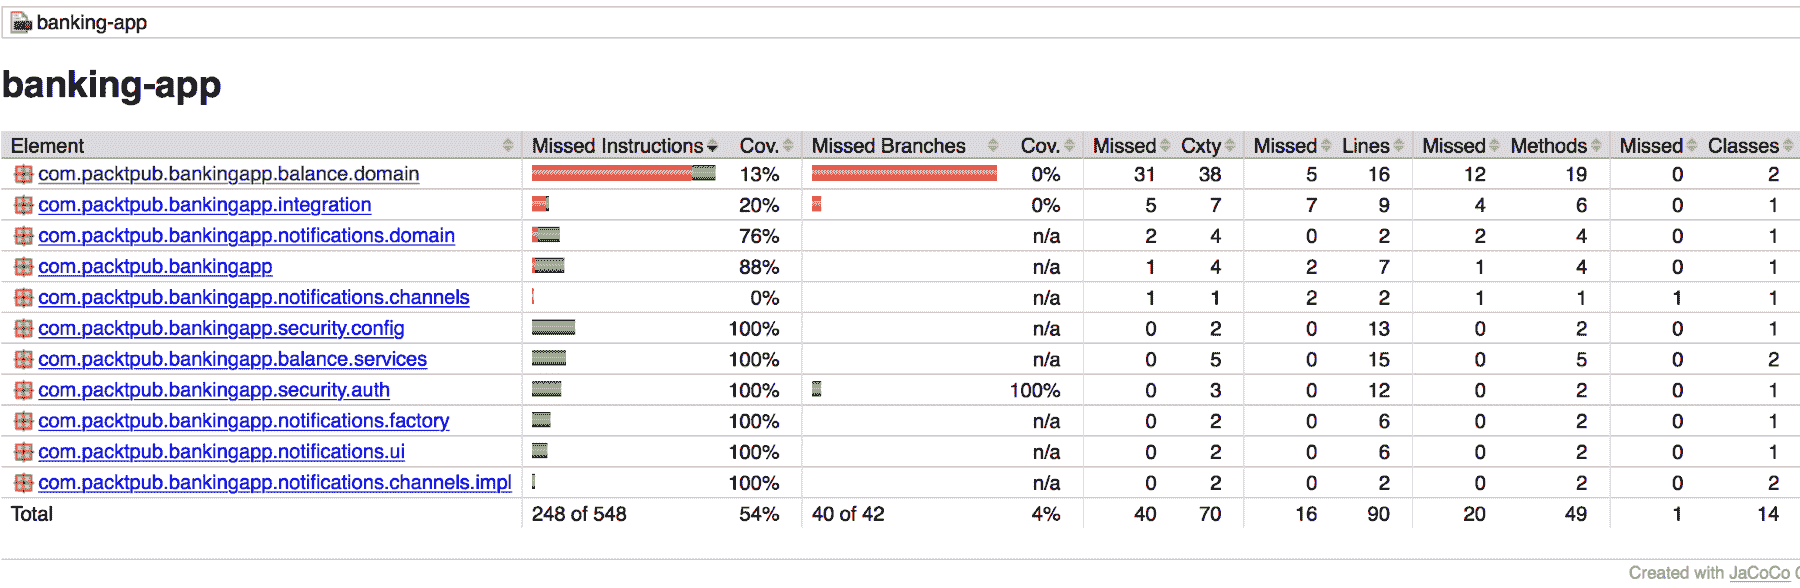 banking-app
banking-app
Element Missed Instructions Cov. Missed Branches Cov. Missed Cxty Missed Lines Missed Methods Missed Classes
com.packtpub.bankingapp.balance.domain 13% 0% 31 38 5 16 12 19 0 2
com.packtpub.bankingapp.integration 20% 0% 5 7 7 9 4 6 0 1
com.packtpub.bankingapp.notifications.domain 76% n/a 2 4 0 2 2 4 0 1
com.packtpub.bankingapp 88% n/a 1 4 2 7 1 4 0 1
com.packtpub.bankingapp.notifications.channels 0% n/a 1 1 2 2 1 1 1 1
com.packtpub.bankingapp.security.config 100% n/a 0 2 0 13 0 2 0 1
com.packtpub.bankingapp.balance.services 100% n/a 0 5 0 15 0 5 0 2
com.packtpub.bankingapp.security.auth 100% 100% 0 3 0 12 0 2 0 1
com.packtpub.bankingapp.notifications.factory 100% n/a 0 2 0 6 0 2 0 1
com.packtpub.bankingapp.notifications.ui 100% n/a 0 2 0 6 0 2 0 1
com.packtpub.bankingapp.notifications.channels.impl 100% n/a 0 2 0 2 0 2 0 2
Total 248 of 548 54% 40 of 42 4% 40 70 16 90 20 49 1 14
Created with JaCoCo